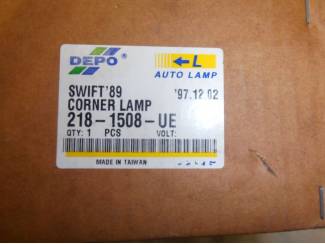 DEPO
L
AUTO LAMP
SWIFT'89 '97.12.02
CORNER LAMP
218-1508-UE
QTY: 1 PCS VOLT:
MADE IN TAIWAN